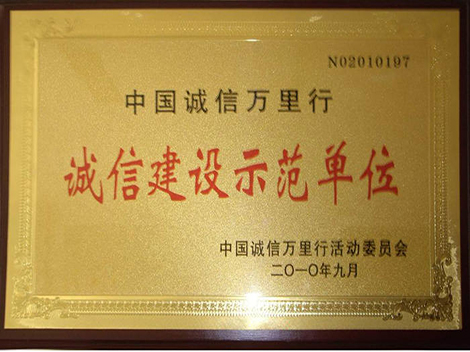 NO2010197
中国诚信万里行
诚信建设示范单位
中国诚信万里行活动委员会
二〇一〇年九月